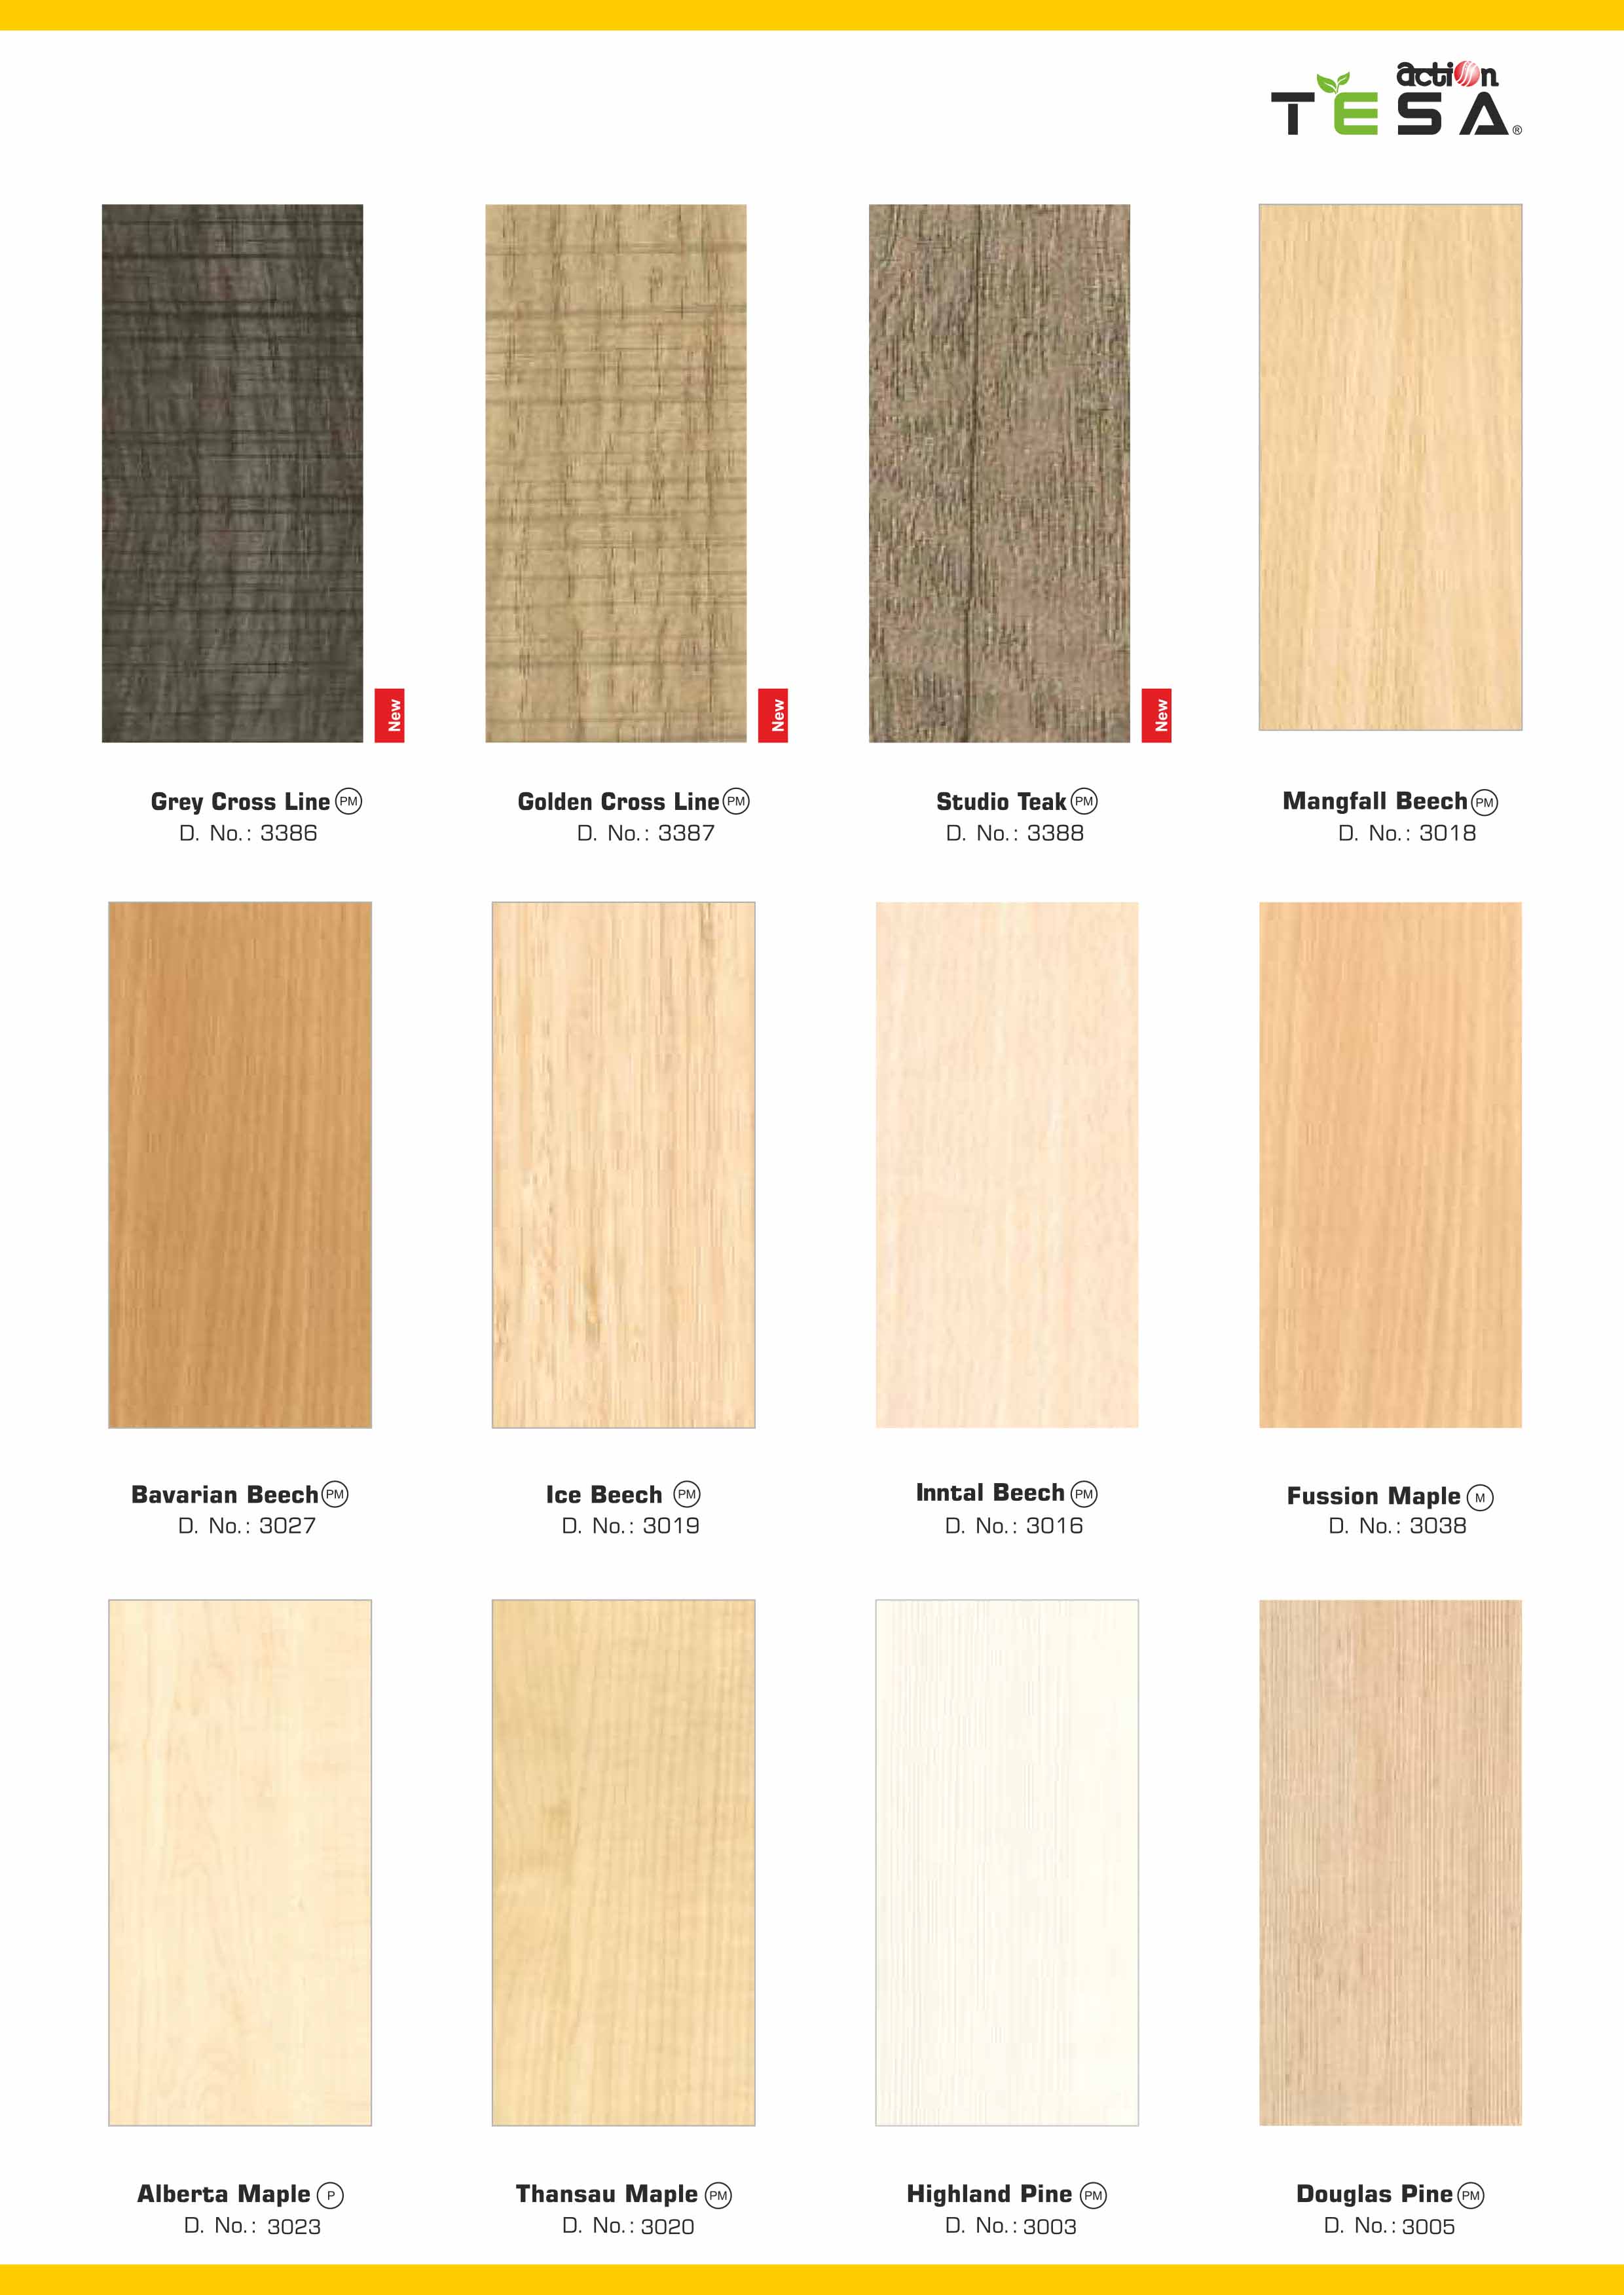 action
TESA®
New
New
New
Grey Cross Line PM
D. No.: 3386
Golden Cross Line PM
D. No.: 3387
Studio Teak PM
D. No.: 3388
Mangfall Beech PM
D. No.: 3018
Bavarian Beech PM
D. No.: 3027
Ice Beech PM
D. No.: 3019
Inntal Beech PM
D. No.: 3016
Fussion Maple M
D. No.: 3038
Alberta Maple P
D. No.: 3023
Thansau Maple PM
D. No.: 3020
Highland Pine PM
D. No.: 3003
Douglas Pine PM
D. No.: 3005